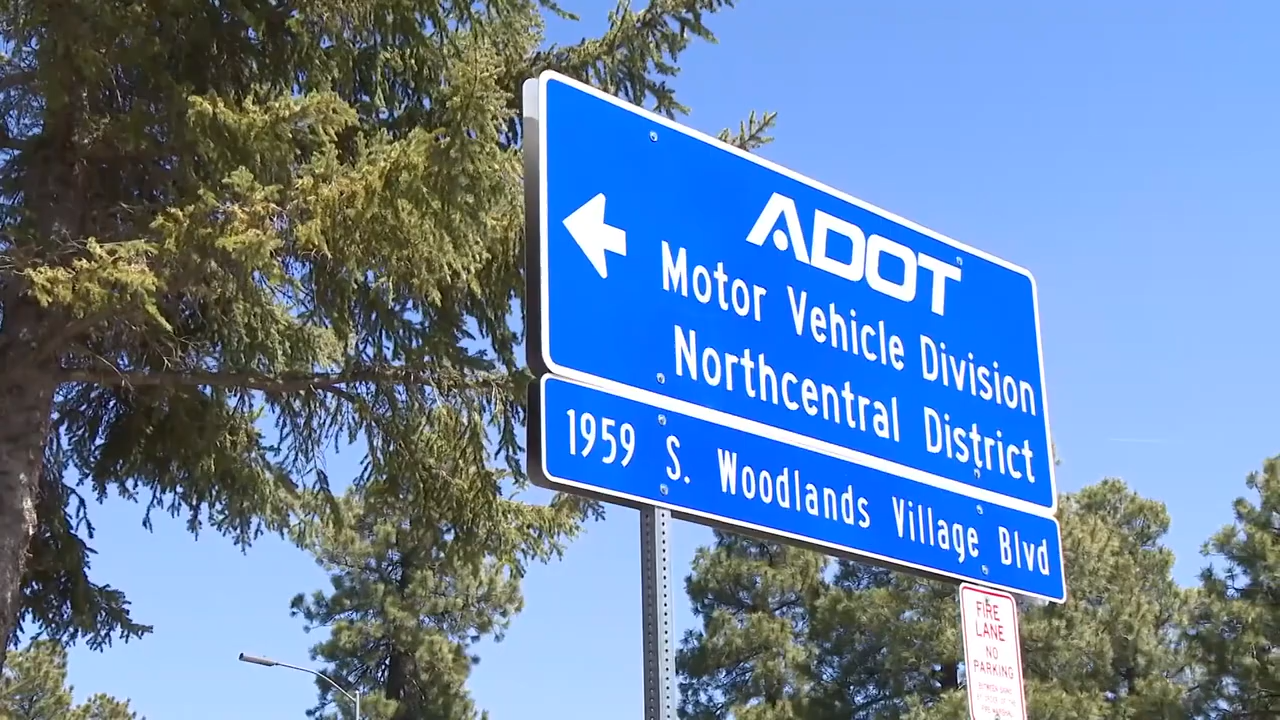 ADOT
Motor Vehicle Division
Northcentral District
1959 S. Woodlands Village Blvd
FIRE
LANE
NO
PARKING